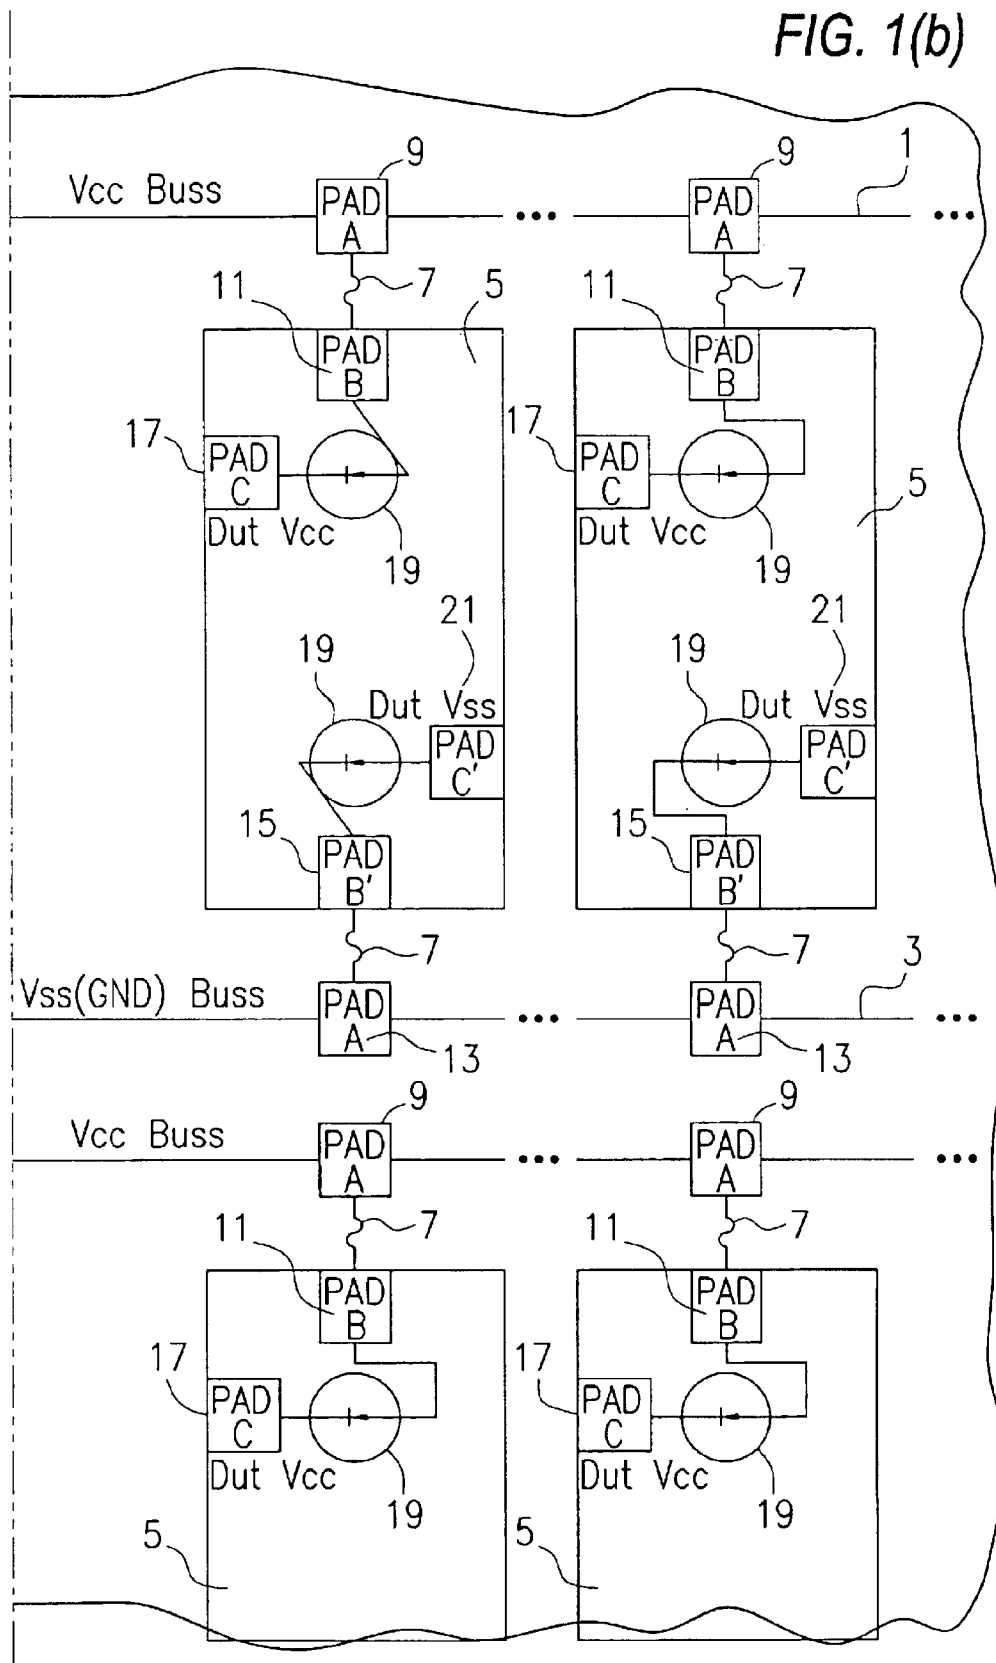 FIG. 1(b)
9 9 1
Vcc Buss PAD A PAD A
7 7
11 5 11
PAD B PAD B
17 17
PAD C PAD C 5
Dut Vcc Dut Vcc
19 19
21 21
19 19
Dut Vss Dut Vss
PAD C' PAD C'
15 15
PAD B' PAD B'
7 7 3
Vss(GND) Buss PAD A PAD A
13 13
9 9
Vcc Buss PAD A PAD A
7 7
11 11
PAD B PAD B
17 17
PAD C PAD C
Dut Vcc Dut Vcc
19 19
5 5